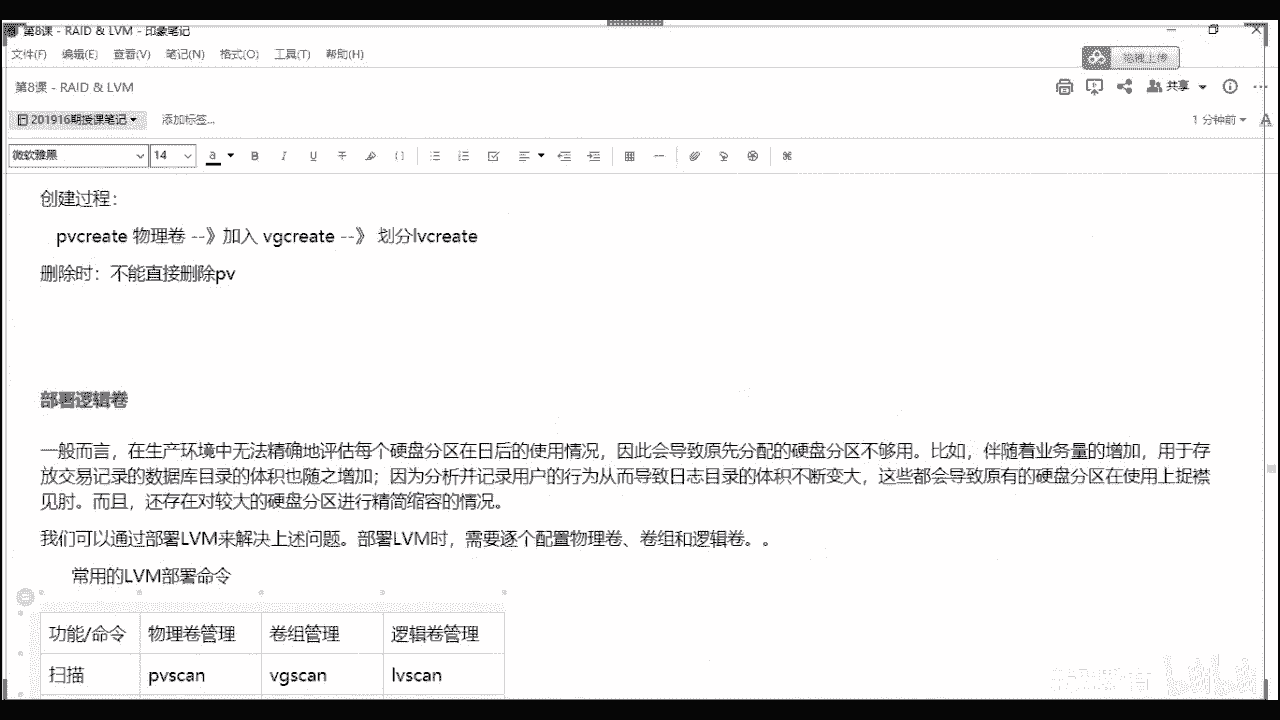 第8课 - RAID & LVM - 印象笔记
文件(F) 编辑(E) 查看(V) 笔记(N) 格式(O) 工具(T) 帮助(H)
拖拽上传
第8课 - RAID & LVM
共享
201916期授课笔记 添加标签...
1 分钟前
微软雅黑 14
创建过程：
pvcreate 物理卷 --》加入 vgcreate --》 划分lvcreate
删除时：不能直接删除pv
部署逻辑卷
一般而言，在生产环境中无法精确地评估每个硬盘分区在日后的使用情况，因此会导致原先分配的硬盘分区不够用。比如，伴随着业务量的增加，用于存
放交易记录的数据库目录的体积也随之增加；因为分析并记录用户的行为从而导致日志目录的体积不断变大，这些都会导致原有的硬盘分区在使用上捉襟
见肘。而且，还存在对较大的硬盘分区进行精简缩容的情况。
我们可以通过部署LVM来解决上述问题。部署LVM时，需要逐个配置物理卷、卷组和逻辑卷。。
常用的LVM部署命令
功能/命令 物理卷管理 卷组管理 逻辑卷管理
扫描 pvscan vgscan lvscan
bilibili